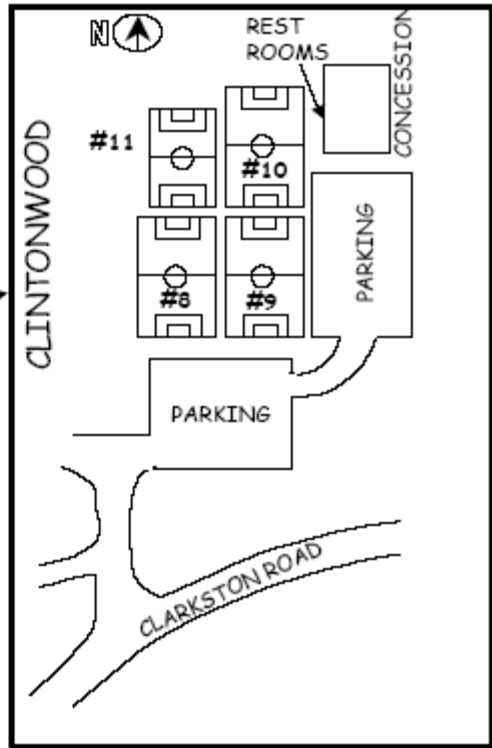 N
REST
ROOMS
CONCESSION
CLINTONWOOD
#11
#10
PARKING
#8
#9
PARKING
CLARKSTON ROAD